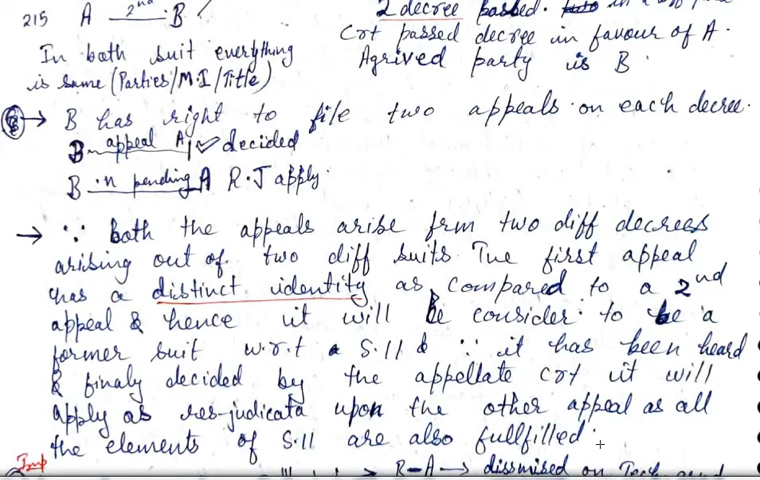 215 A 2nd B
2 decree passed. in a
In both suit everything
is same (Parties/M.I/Title)
Crt passed decree in favour of A.
Agrived party is B.
→ B has right to file two appeals on each decree.
B appeal A ✓ decided
B " pending A R.J apply.
→ ∵ both the appeals arise frm two diff decrees
arising out of two diff suits The first appeal
has a distinct identity as compared to a 2nd
appeal & hence it will be consider to be a
former suit w.r.t S.11 & ∵ it has been heard
& finaly decided by the appellate crt it will
apply as res-judicata upon the other appeal as all
the elements of S.11 are also fullfilled.
Imp
→ R-A → dissmised on Tech